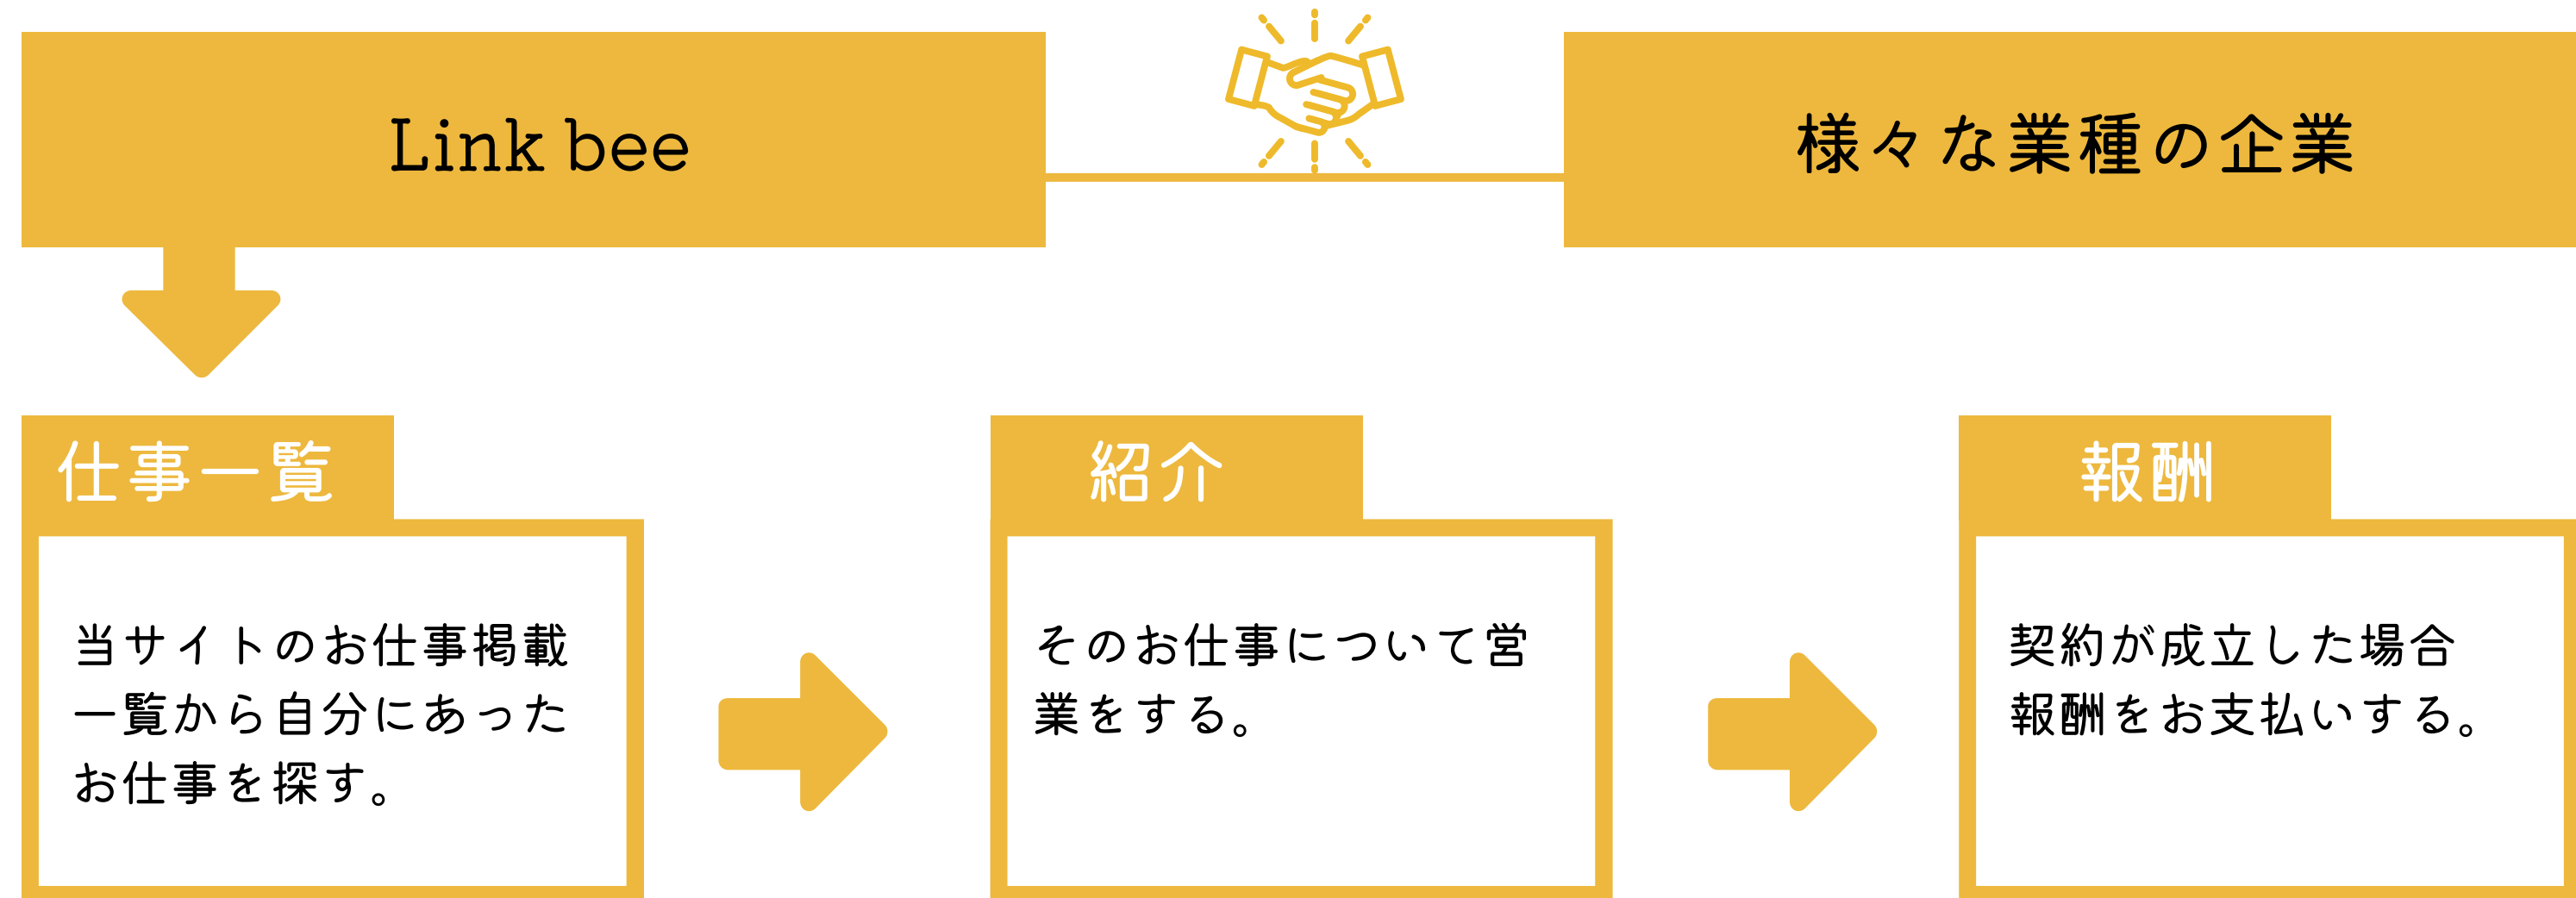 Link bee
様々な業種の企業
仕事一覧
当サイトのお仕事掲載
一覧から自分にあった
お仕事を探す。
紹介
そのお仕事について営
業をする。
報酬
契約が成立した場合
報酬をお支払いする。